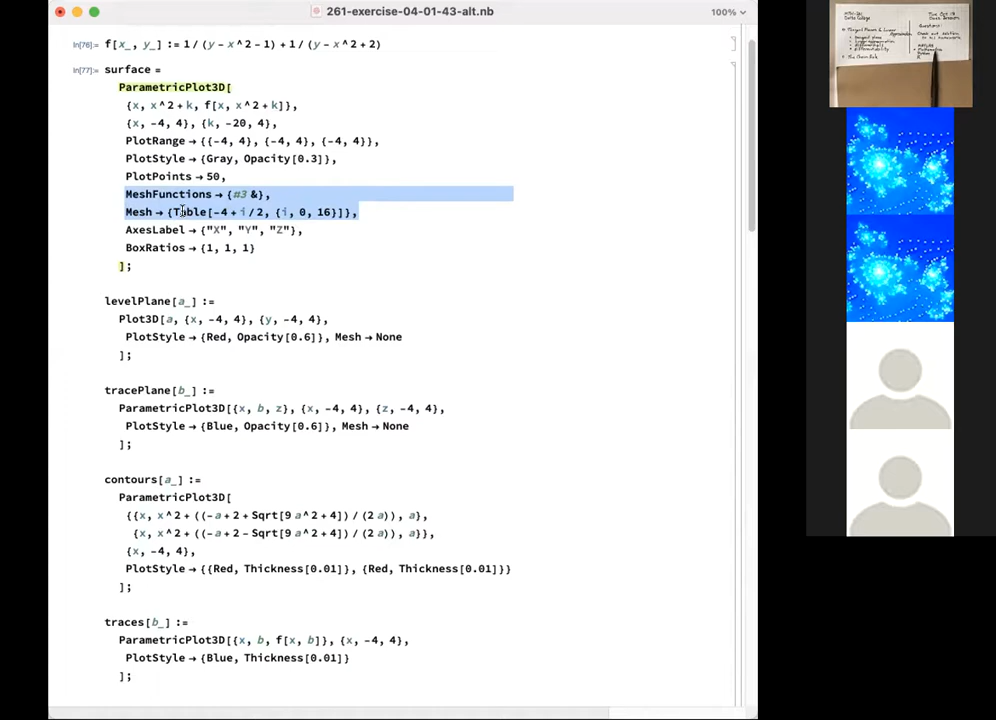 261-exercise-04-01-43-alt.nb
100%
In[76]:= f[x_, y_] := 1 / (y - x^2 - 1) + 1 / (y - x^2 + 2)
In[77]:= surface =
ParametricPlot3D[
{x, x^2 + k, f[x, x^2 + k]},
{x, -4, 4}, {k, -20, 4},
PlotRange → {{-4, 4}, {-4, 4}, {-4, 4}},
PlotStyle → {Gray, Opacity[0.3]},
PlotPoints → 50,
MeshFunctions → {#3 &},
Mesh → {Table[-4 + i / 2, {i, 0, 16}]},
AxesLabel → {"X", "Y", "Z"},
BoxRatios → {1, 1, 1}
];
levelPlane[a_] :=
Plot3D[a, {x, -4, 4}, {y, -4, 4},
PlotStyle → {Red, Opacity[0.6]}, Mesh → None
];
tracePlane[b_] :=
ParametricPlot3D[{x, b, z}, {x, -4, 4}, {z, -4, 4},
PlotStyle → {Blue, Opacity[0.6]}, Mesh → None
];
contours[a_] :=
ParametricPlot3D[
{{x, x^2 + ((-a + 2 + Sqrt[9 a^2 + 4]) / (2 a)), a},
{x, x^2 + ((-a + 2 - Sqrt[9 a^2 + 4]) / (2 a)), a}},
{x, -4, 4},
PlotStyle → {{Red, Thickness[0.01]}, {Red, Thickness[0.01]}}
];
traces[b_] :=
ParametricPlot3D[{x, b, f[x, b]}, {x, -4, 4},
PlotStyle → {Blue, Thickness[0.01]}
];